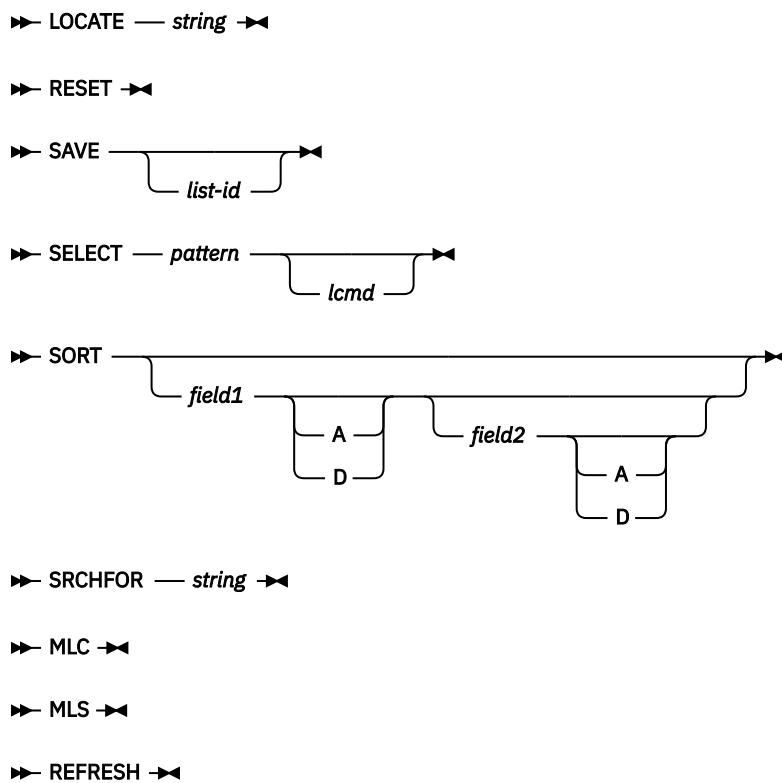 LOCATE string
RESET
SAVE
list-id
SELECT pattern
lcmd
SORT
field1
A
field2
D
A
D
SRCHFOR string
MLC
MLS
REFRESH